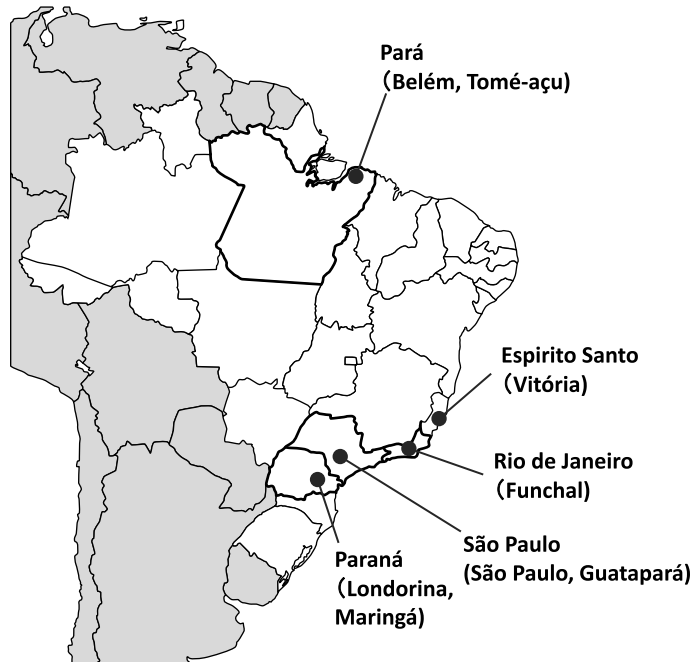 Pará
（Belém, Tomé-açu)
Espirito Santo
（Vitória)
Rio de Janeiro
（Funchal)
São Paulo
(São Paulo, Guatapará)
Paraná
（Londorina,
Maringá)